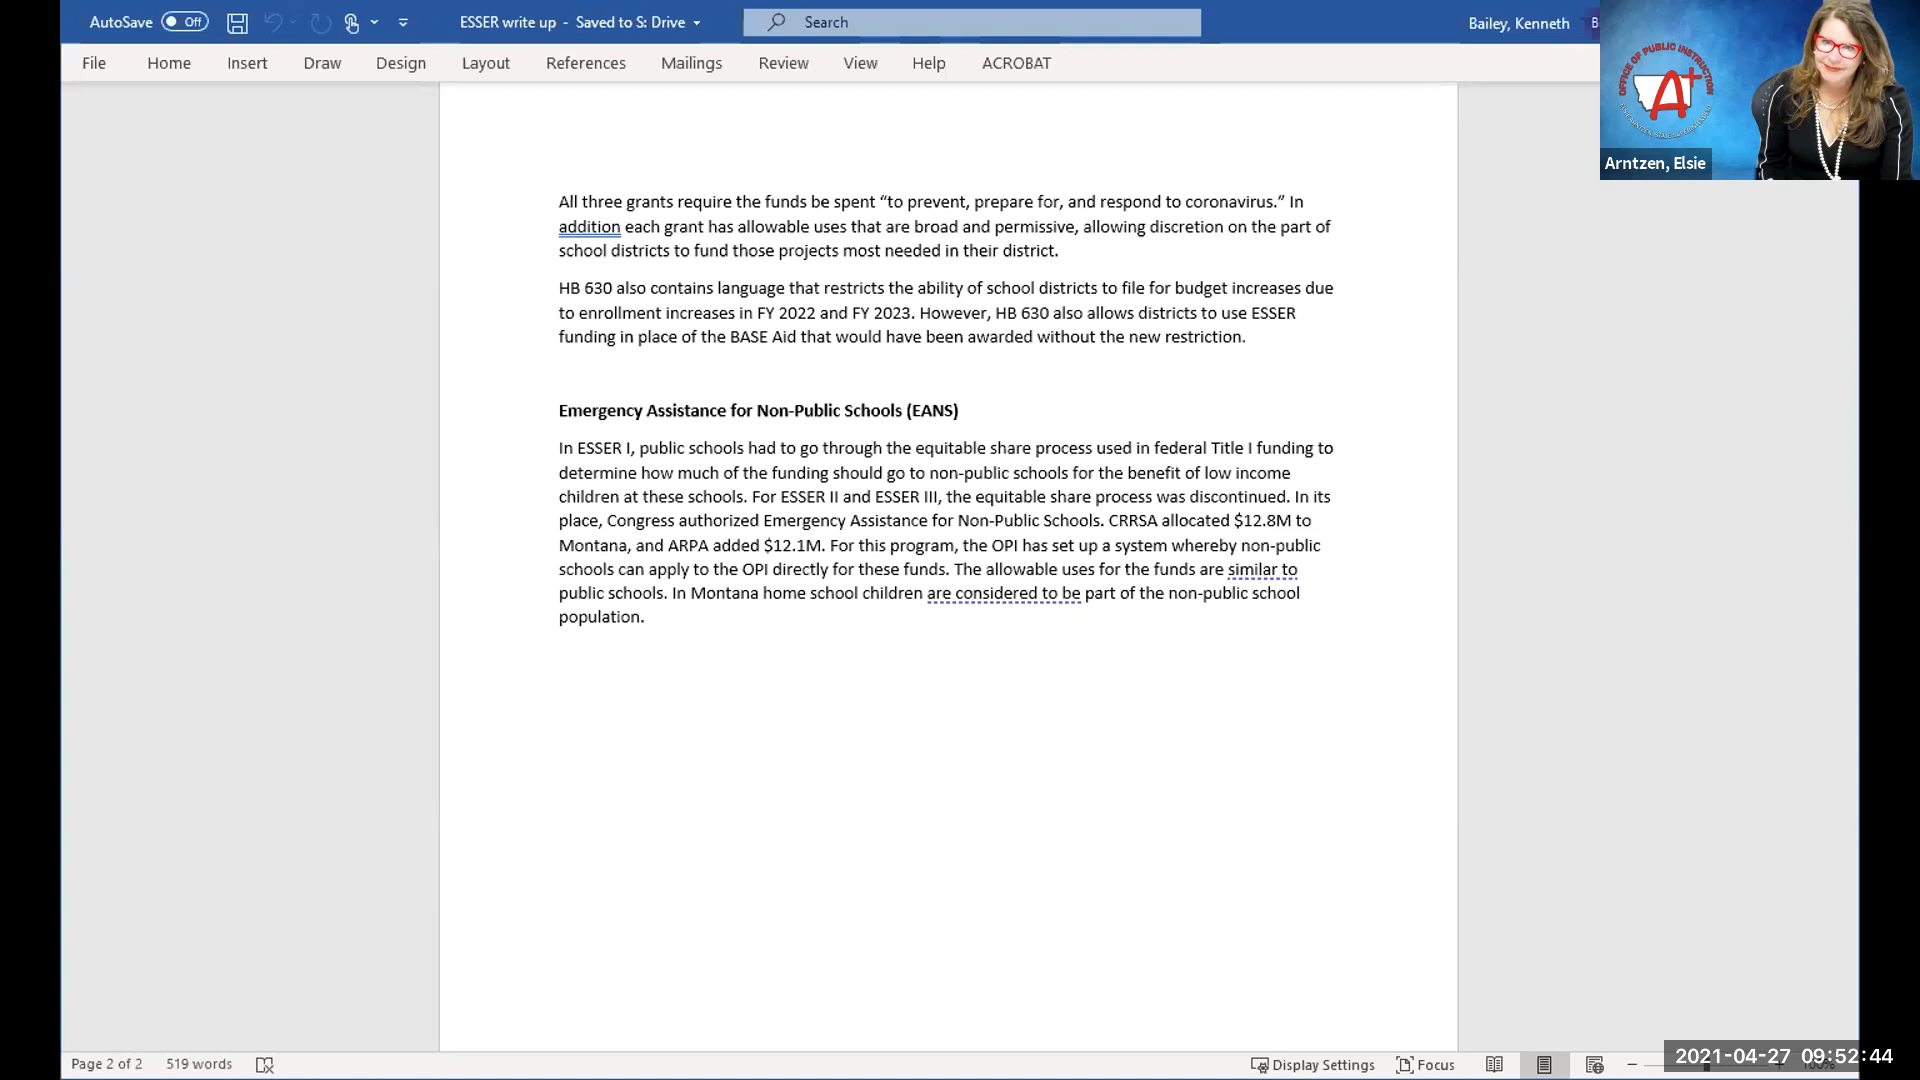 AutoSave Off ESSER write up - Saved to S: Drive Search Bailey, Kenneth B
File Home Insert Draw Design Layout References Mailings Review View Help ACROBAT
OFFICE OF PUBLIC INSTRUCTION
A+
Arntzen, Elsie
All three grants require the funds be spent “to prevent, prepare for, and respond to coronavirus.” In
addition each grant has allowable uses that are broad and permissive, allowing discretion on the part of
school districts to fund those projects most needed in their district.
HB 630 also contains language that restricts the ability of school districts to file for budget increases due
to enrollment increases in FY 2022 and FY 2023. However, HB 630 also allows districts to use ESSER
funding in place of the BASE Aid that would have been awarded without the new restriction.
Emergency Assistance for Non-Public Schools (EANS)
In ESSER I, public schools had to go through the equitable share process used in federal Title I funding to
determine how much of the funding should go to non-public schools for the benefit of low income
children at these schools. For ESSER II and ESSER III, the equitable share process was discontinued. In its
place, Congress authorized Emergency Assistance for Non-Public Schools. CRRSA allocated $12.8M to
Montana, and ARPA added $12.1M. For this program, the OPI has set up a system whereby non-public
schools can apply to the OPI directly for these funds. The allowable uses for the funds are similar to
public schools. In Montana home school children are considered to be part of the non-public school
population.
Page 2 of 2 519 words Display Settings Focus
2021-04-27 09:52:44